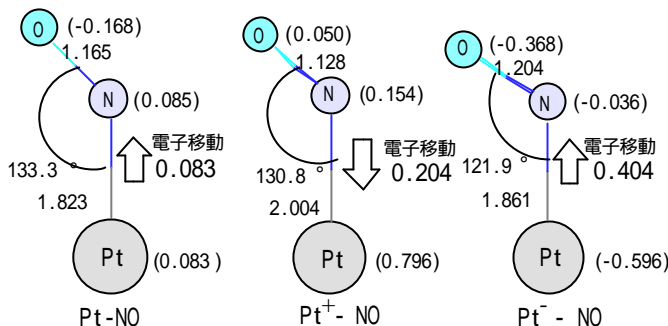 O (-0.168)
1.165
N (0.085)
133.3 °
電子移動
0.083
1.823
Pt (0.083 )
Pt-NO
O (0.050)
1.128
N (0.154)
130.8 °
電子移動
0.204
2.004
Pt (0.796)
Pt+- NO
O (-0.368)
1.204
N (-0.036)
121.9 °
電子移動
0.404
1.861
Pt (-0.596)
Pt- - NO